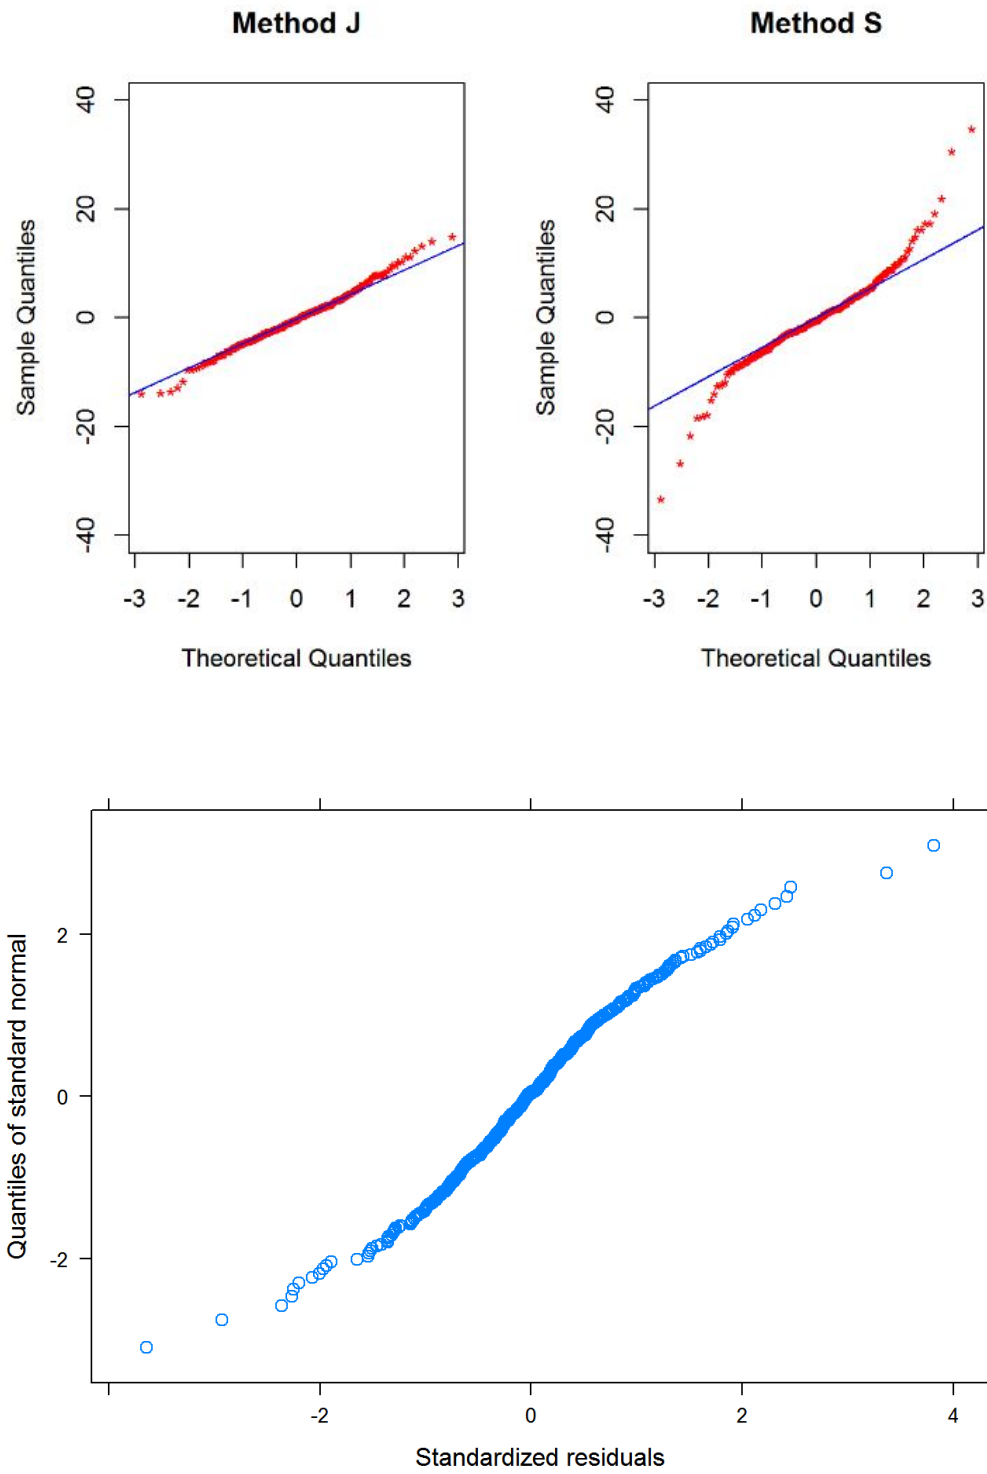 Method J
Method S
40
20
0
-20
-40
Sample Quantiles
-3 -2 -1 0 1 2 3
Theoretical Quantiles
40
20
0
-20
-40
Sample Quantiles
-3 -2 -1 0 1 2 3
Theoretical Quantiles
2
0
-2
Quantiles of standard normal
-2 0 2 4
Standardized residuals